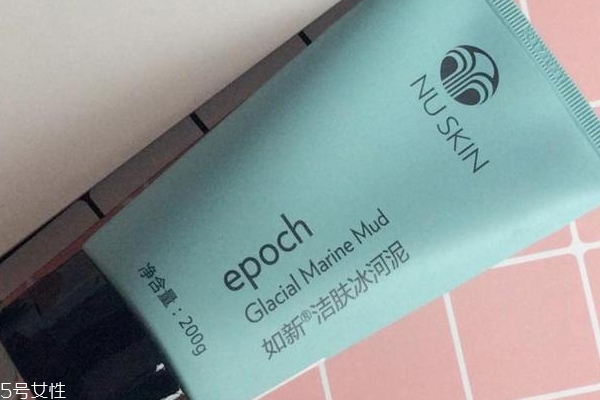 NU SKIN
epoch
Glacial Marine Mud
如新®洁肤冰河泥
净含量：200g
5号女性